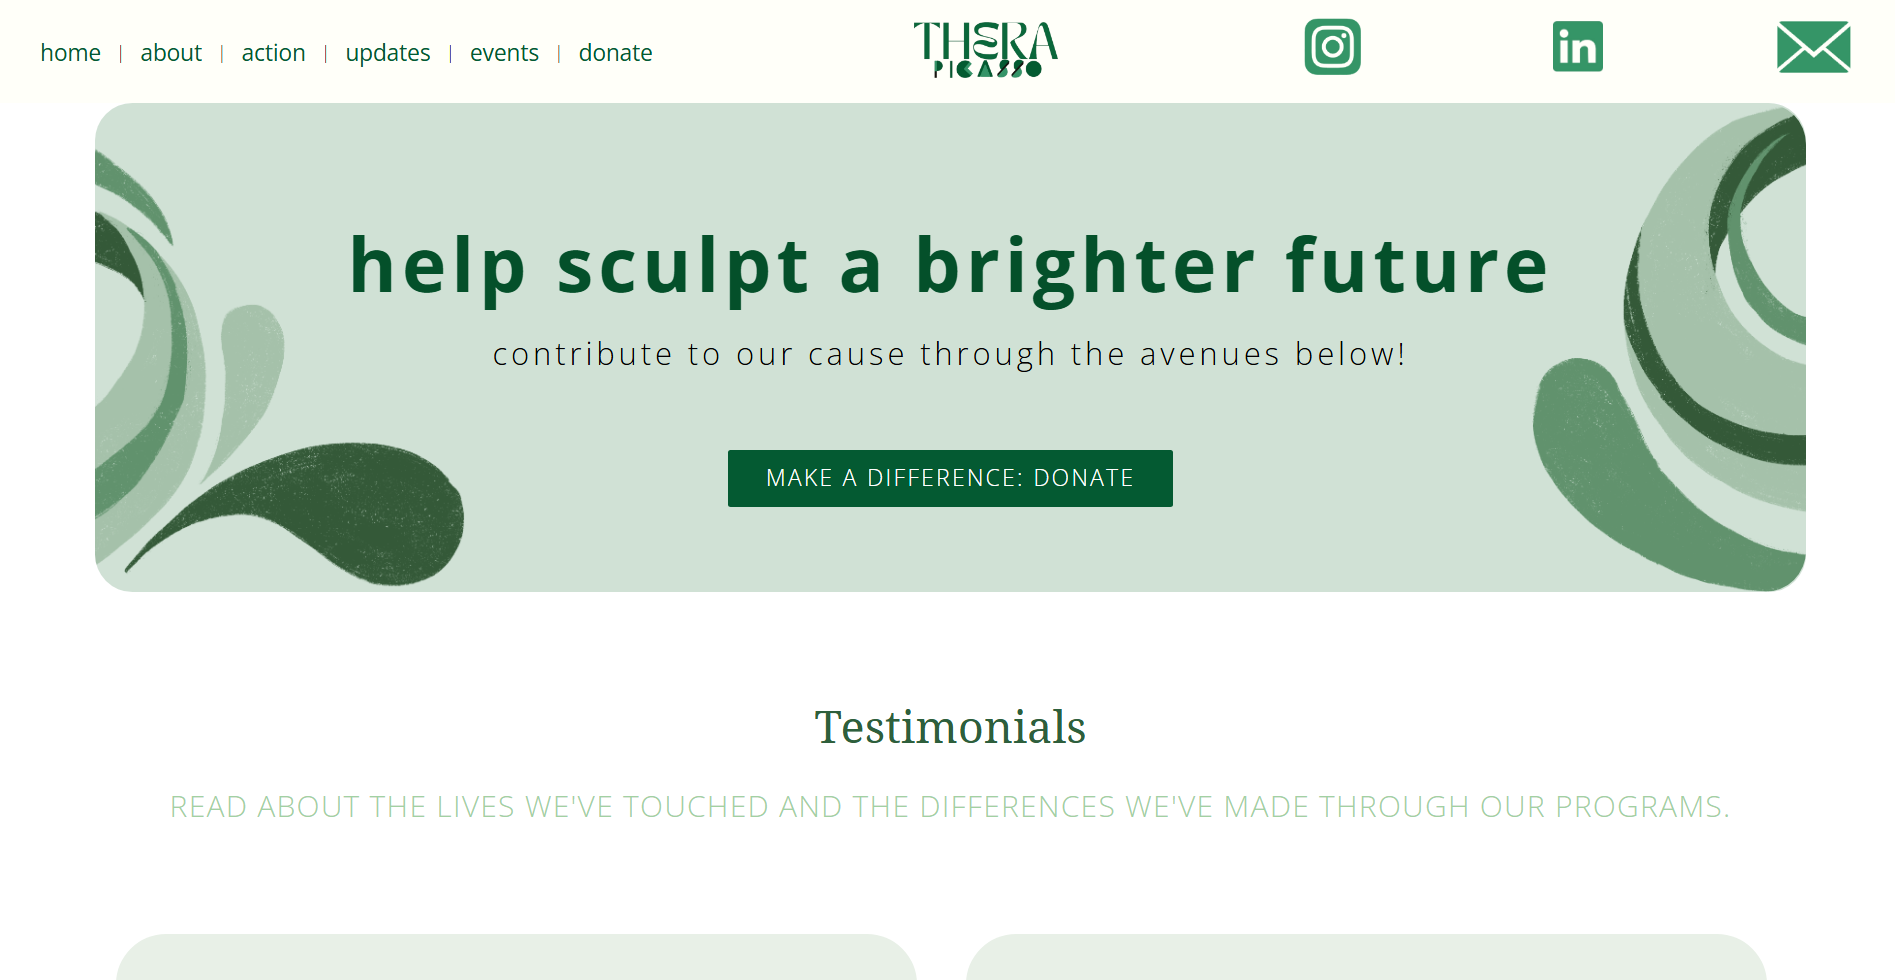 home | about | action | updates | events | donate
THERA
PICASSO
in
help sculpt a brighter future
contribute to our cause through the avenues below!
MAKE A DIFFERENCE: DONATE
Testimonials
READ ABOUT THE LIVES WE'VE TOUCHED AND THE DIFFERENCES WE'VE MADE THROUGH OUR PROGRAMS.